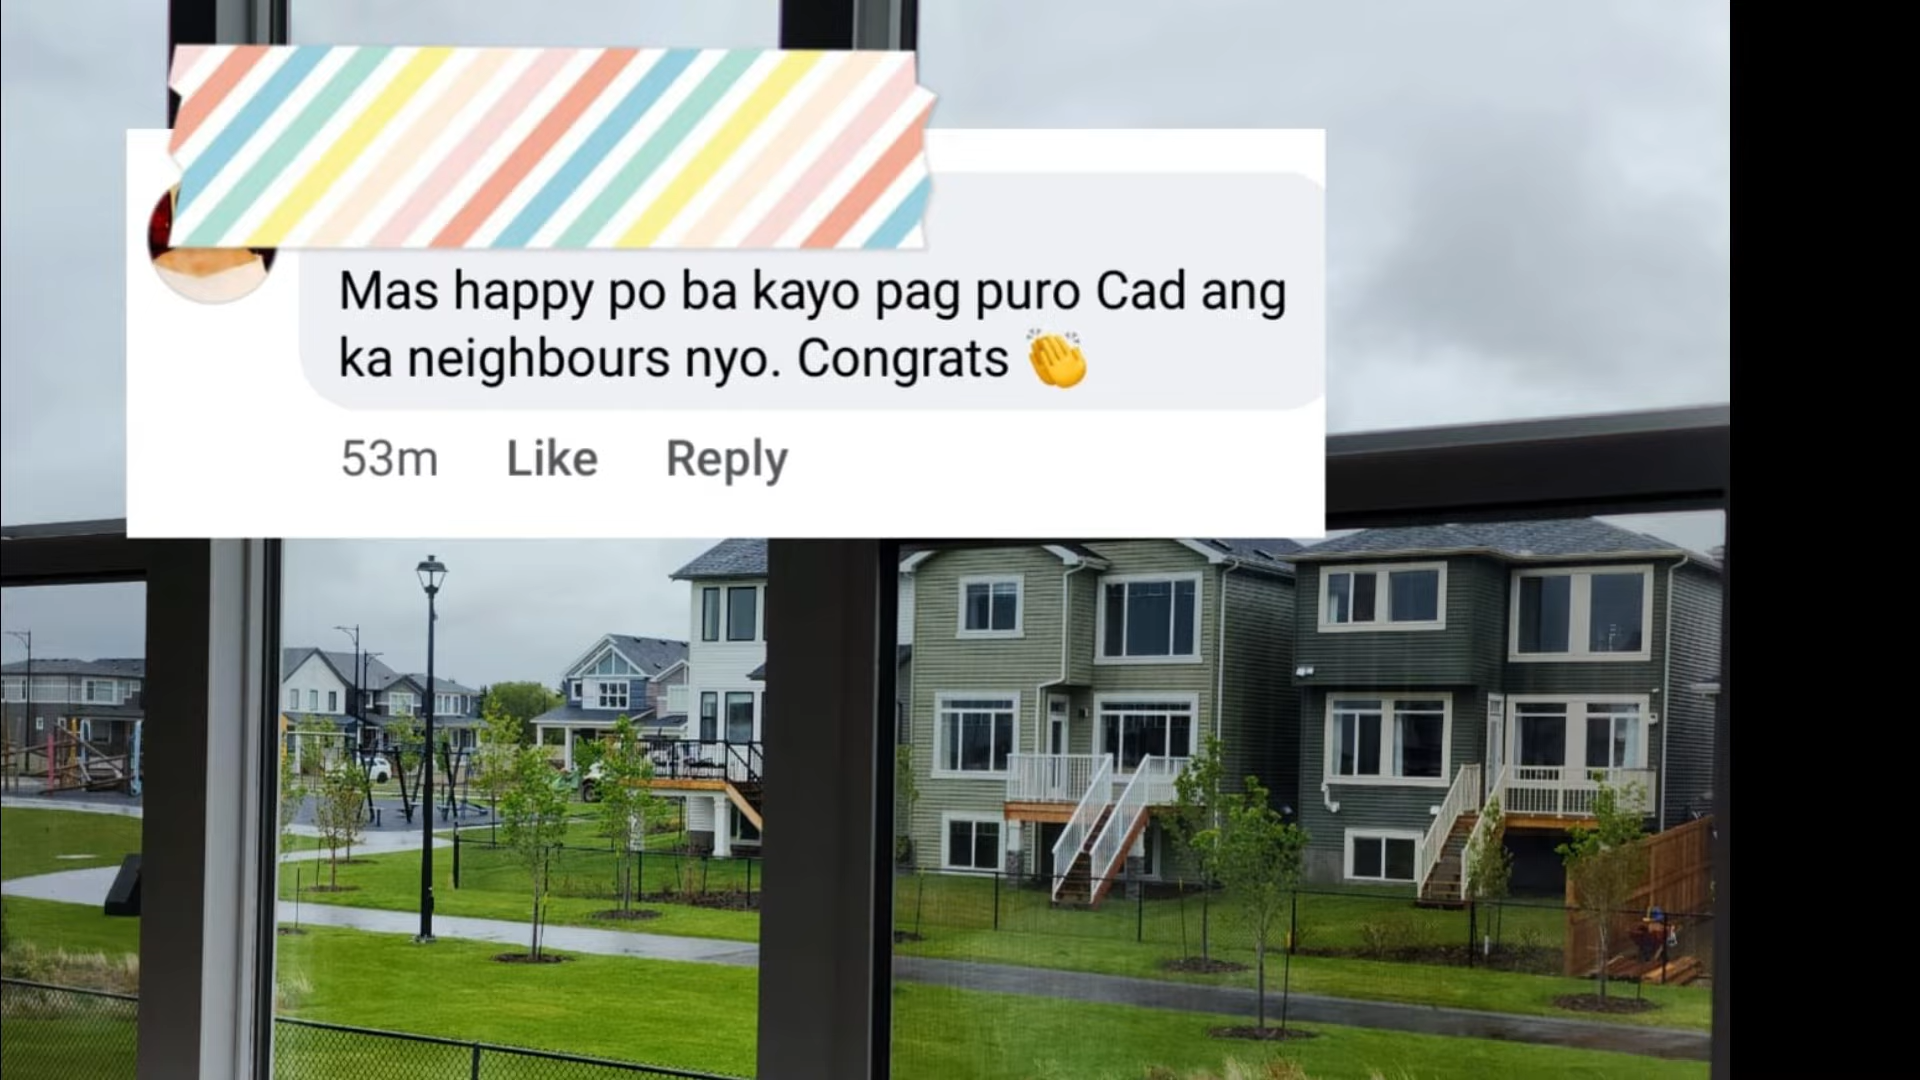 Mas happy po ba kayo pag puro Cad ang
ka neighbours nyo. Congrats 👏
53m Like Reply